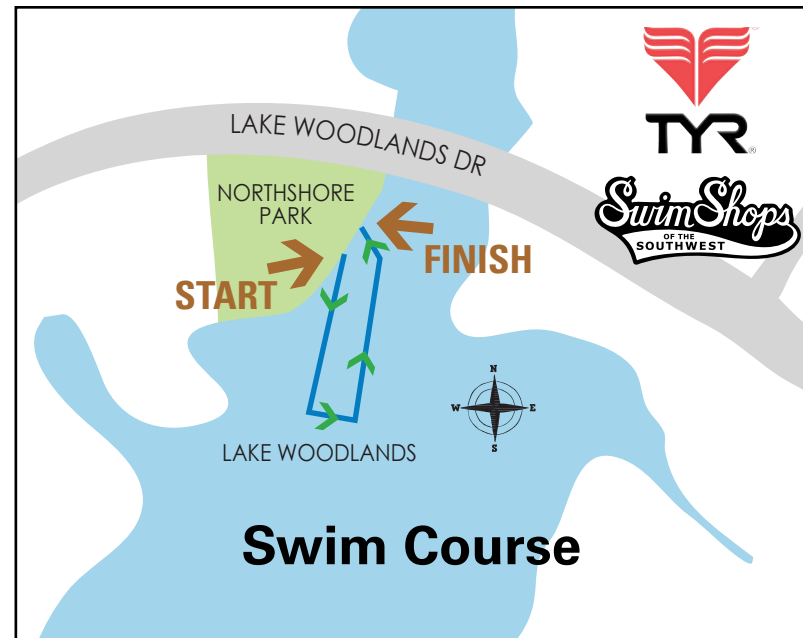 LAKE WOODLANDS DR
TYR
®
NORTHSHORE
PARK
SwimShops
OF THE
SOUTHWEST
FINISH
START
N
W E
S
LAKE WOODLANDS
Swim Course